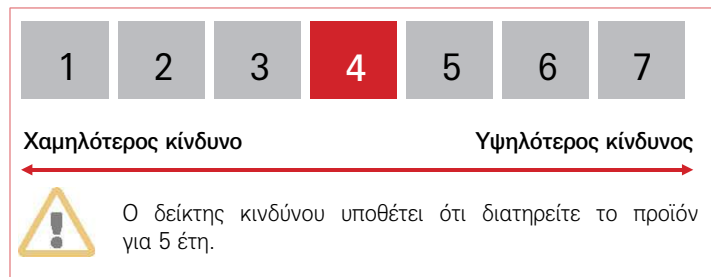 1 2 3 4 5 6 7
Χαμηλότερος κίνδυνο Υψηλότερος κίνδυνος
Ο δείκτης κινδύνου υποθέτει ότι διατηρείτε το προϊόν
για 5 έτη.